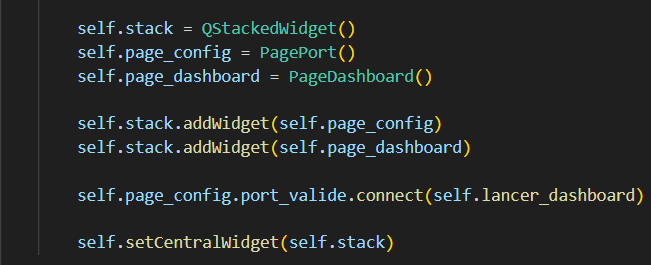 self.stack = QStackedWidget()
self.page_config = PagePort()
self.page_dashboard = PageDashboard()
self.stack.addWidget(self.page_config)
self.stack.addWidget(self.page_dashboard)
self.page_config.port_valide.connect(self.lancer_dashboard)
self.setCentralWidget(self.stack)